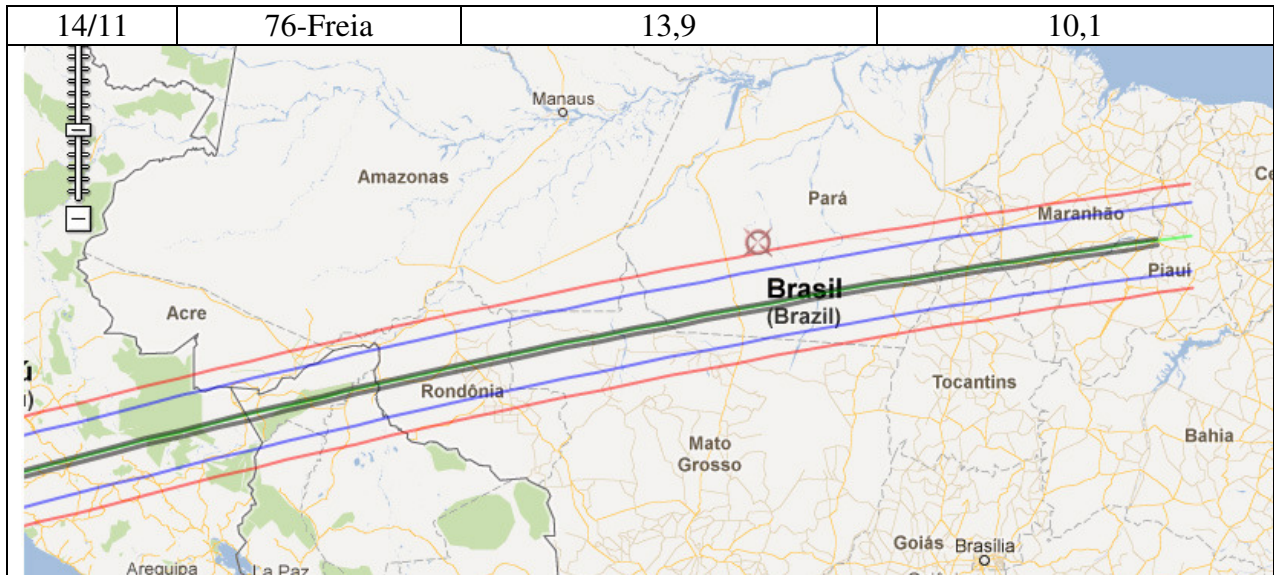 14/11 76-Freia 13,9 10,1
Manaus
Amazonas
Pará
Maranhão
Brasil
(Brazil)
Piauí
Acre
Rondônia
Tocantins
Mato
Grosso
Bahia
Goiás
Brasília
Arequipa
La Paz